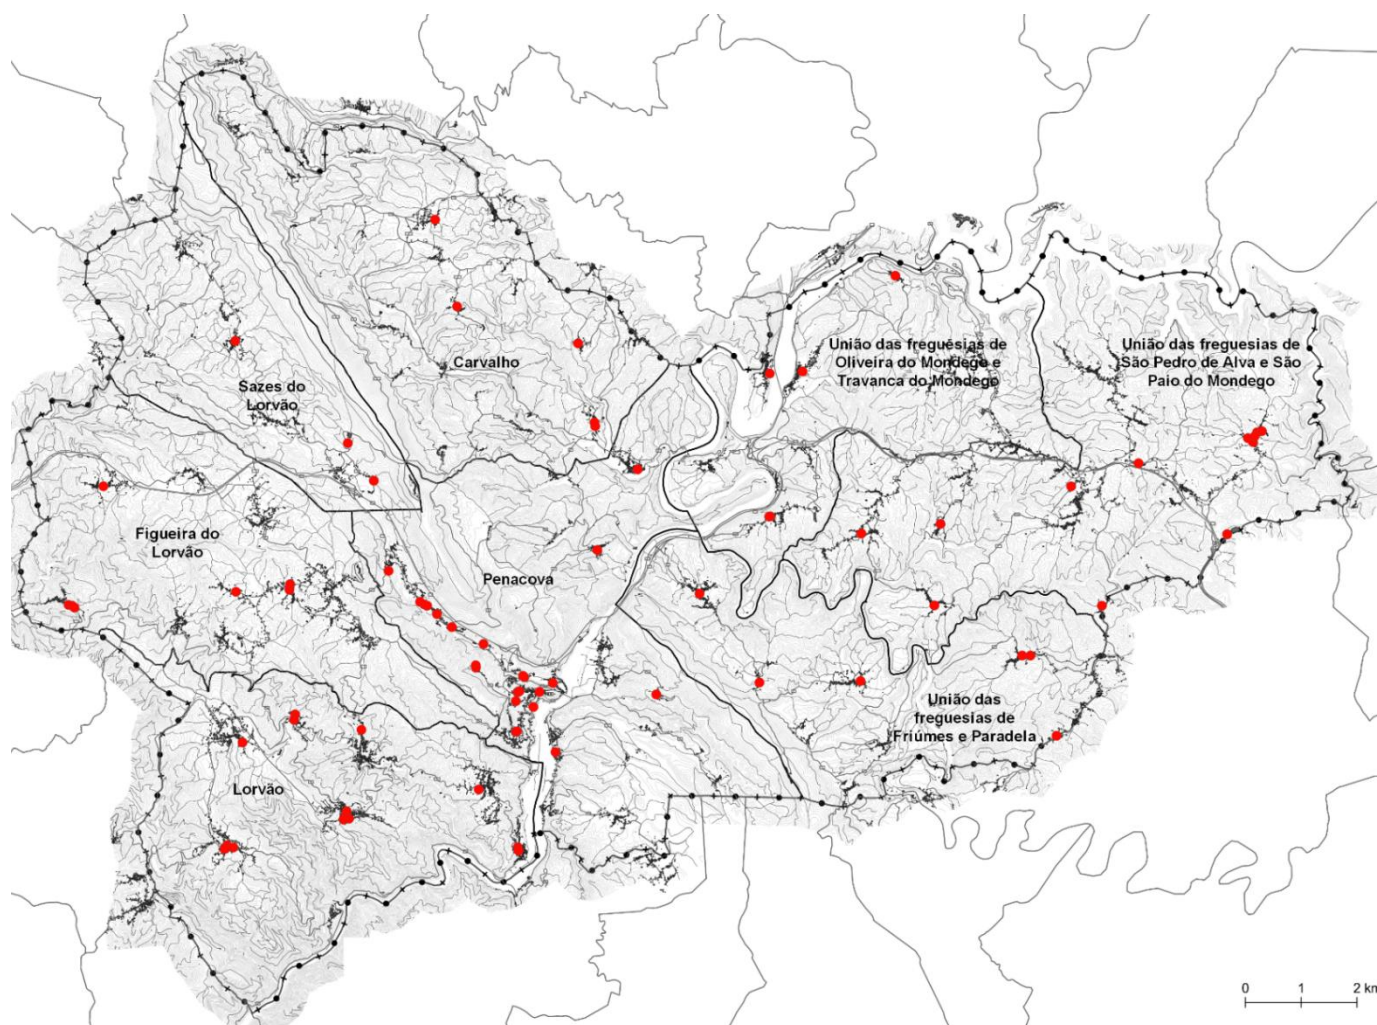 União das freguesias de
Oliveira do Mondego e
Travanca do Mondego
União das freguesias de
São Pedro de Alva e São
Paio do Mondego
Carvalho
Sazes do
Lorvão
Figueira do
Lorvão
Penacova
União das
freguesias de
Friúmes e Paradela
Lorvão
0 1 2 km